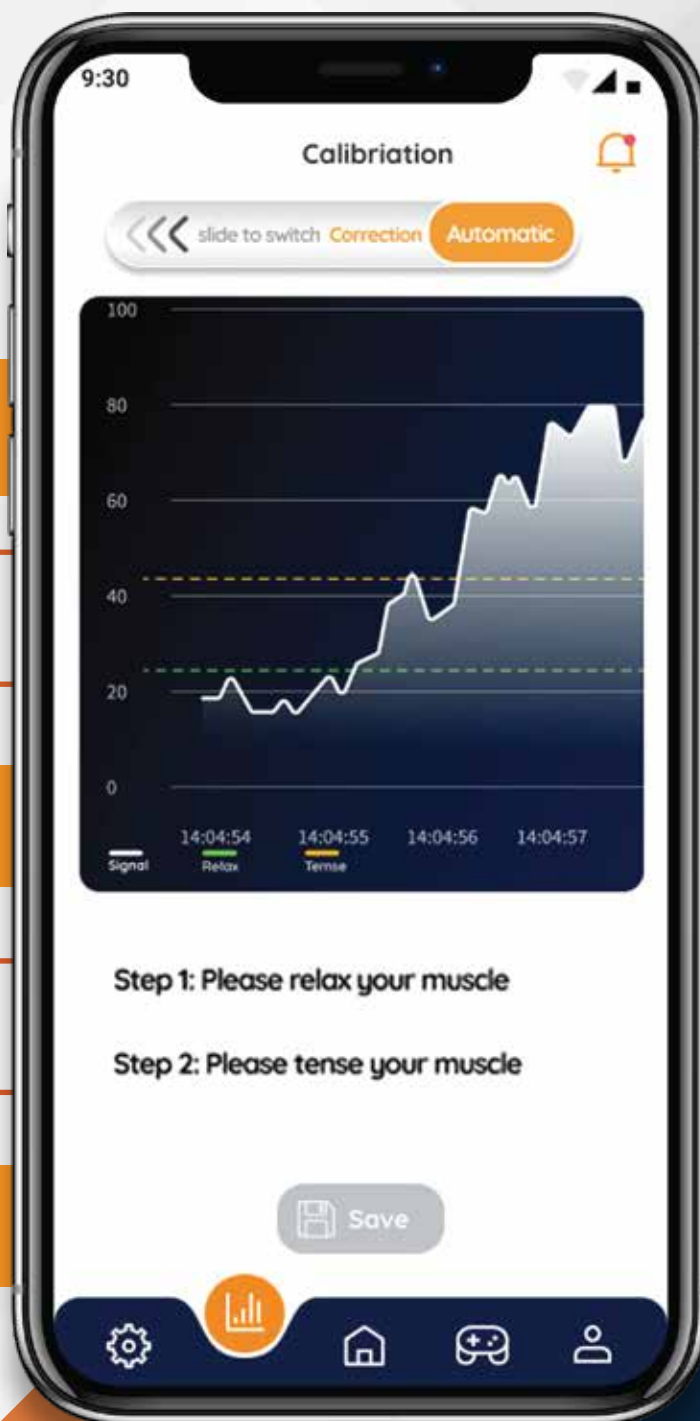 9:30
Calibriation
slide to switch Correction Automatic
100
80
60
40
20
0
14:04:54 14:04:55 14:04:56 14:04:57
Signal Relax Temse
Step 1: Please relax your muscle
Step 2: Please tense your muscle
Save